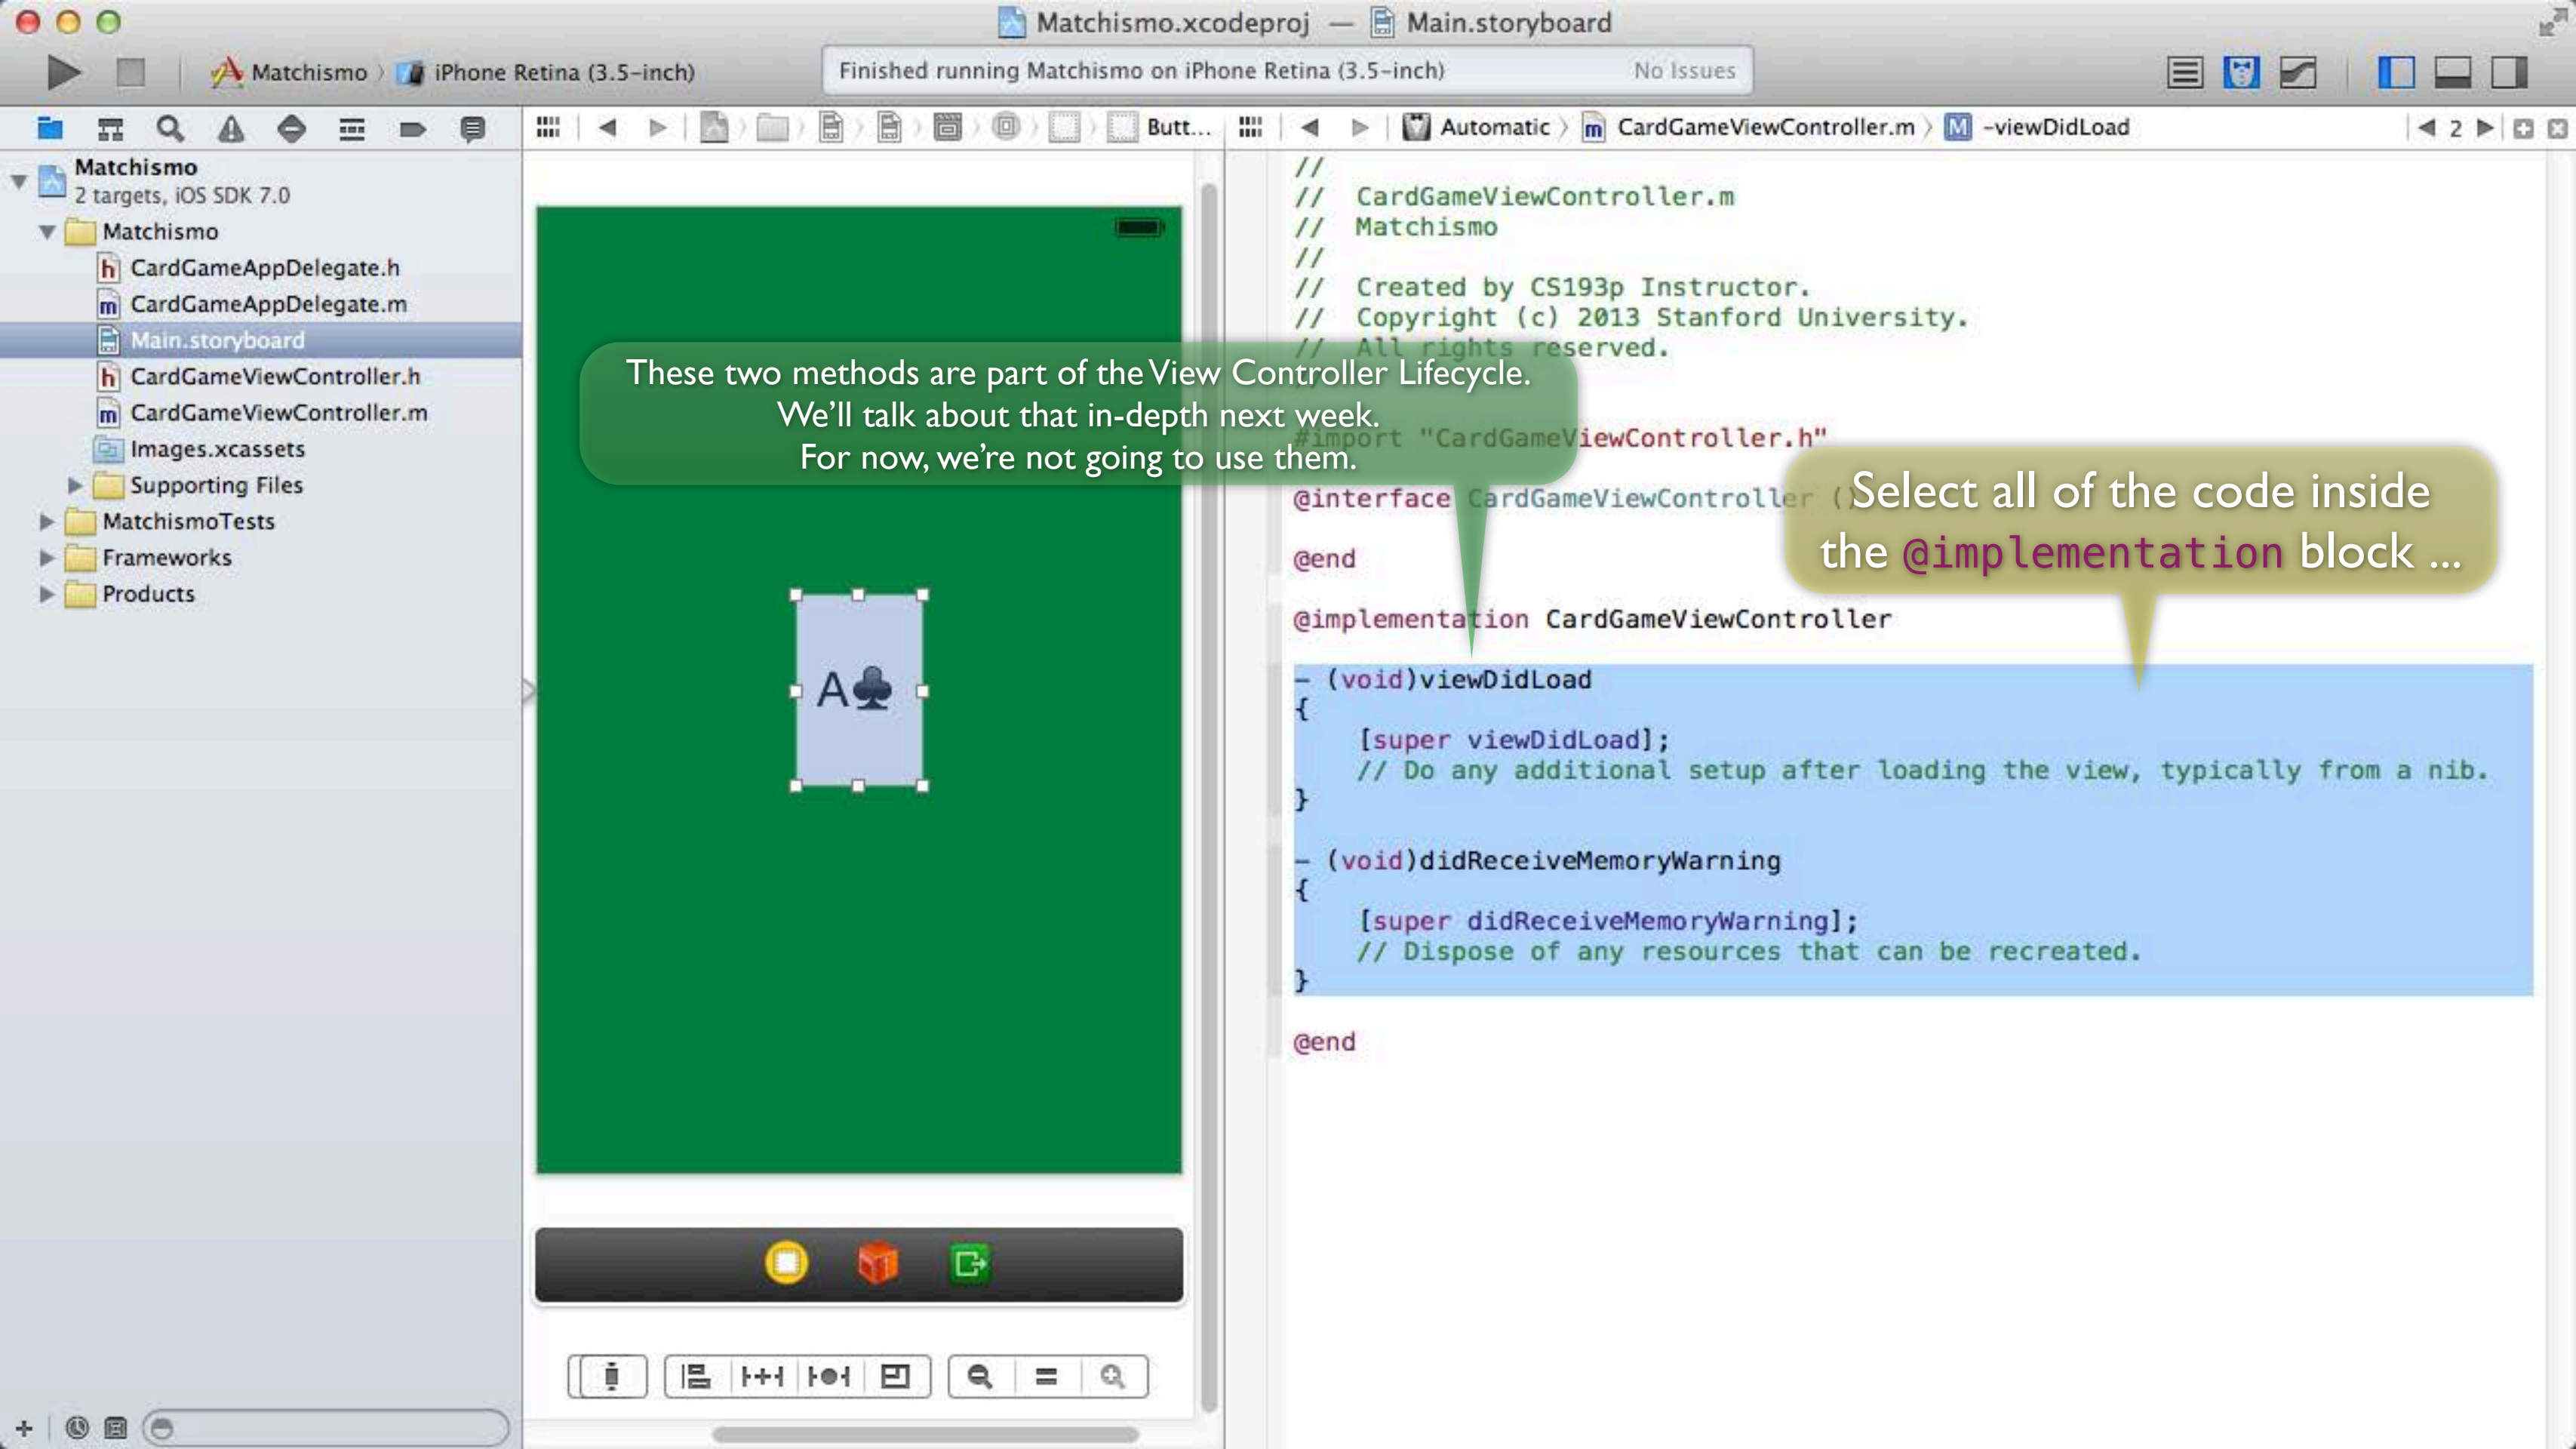 Matchismo.xcodeproj — Main.storyboard
Matchismo iPhone Retina (3.5-inch)
Finished running Matchismo on iPhone Retina (3.5-inch) No Issues
Butt...
Automatic CardGameViewController.m M -viewDidLoad
2
Matchismo
2 targets, iOS SDK 7.0
Matchismo
h CardGameAppDelegate.h
m CardGameAppDelegate.m
Main.storyboard
h CardGameViewController.h
m CardGameViewController.m
Images.xcassets
Supporting Files
MatchismoTests
Frameworks
Products
A♣
These two methods are part of the View Controller Lifecycle.
We'll talk about that in-depth next week.
For now, we're not going to use them.
//
// CardGameViewController.m
// Matchismo
//
// Created by CS193p Instructor.
// Copyright (c) 2013 Stanford University.
// All rights reserved.
//
#import "CardGameViewController.h"
@interface CardGameViewController ()
@end
@implementation CardGameViewController
- (void)viewDidLoad
{
[super viewDidLoad];
// Do any additional setup after loading the view, typically from a nib.
}
- (void)didReceiveMemoryWarning
{
[super didReceiveMemoryWarning];
// Dispose of any resources that can be recreated.
}
@end
Select all of the code inside
the @implementation block ...